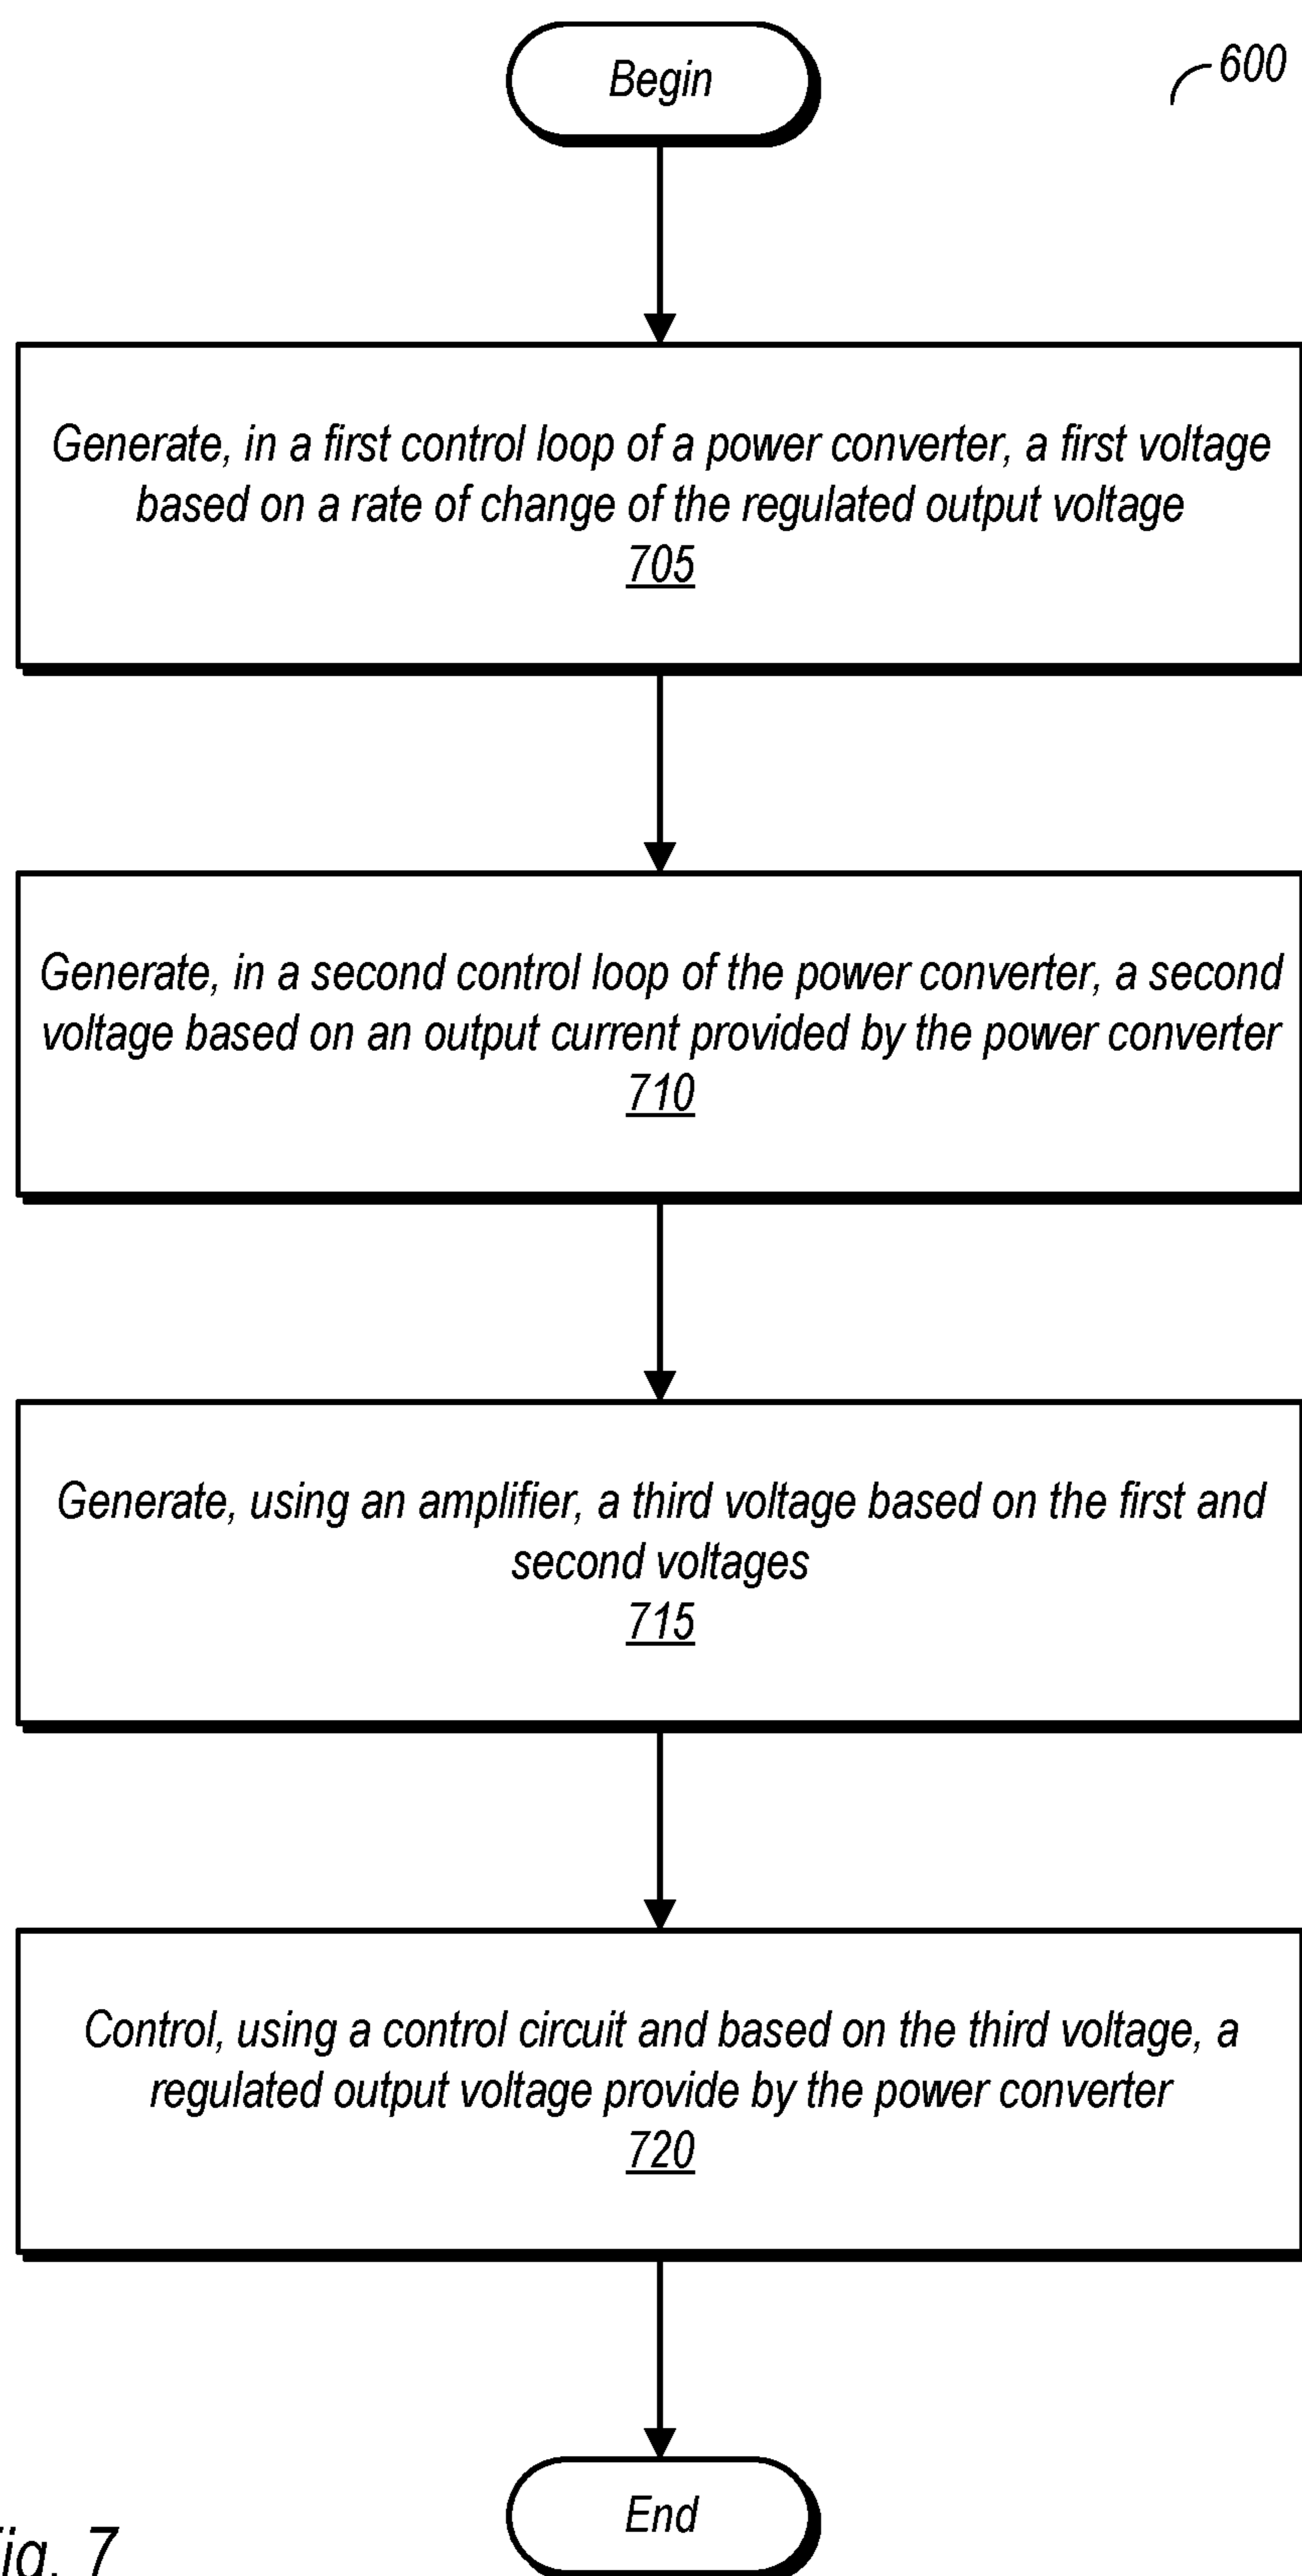 Begin
600
Generate, in a first control loop of a power converter, a first voltage
based on a rate of change of the regulated output voltage
705
Generate, in a second control loop of the power converter, a second
voltage based on an output current provided by the power converter
710
Generate, using an amplifier, a third voltage based on the first and
second voltages
715
Control, using a control circuit and based on the third voltage, a
regulated output voltage provide by the power converter
720
End
ig. 7